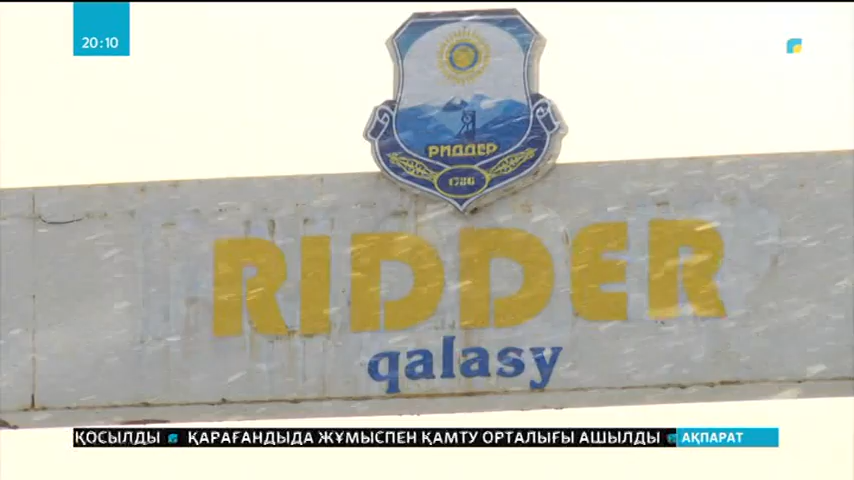 20:10
РИДДЕР
1786
RIDDER
qalasy
ҚОСЫЛДЫ ҚАРАҒАНДЫДА ЖҰМЫСПЕН ҚАМТУ ОРТАЛЫҒЫ АШЫЛДЫ АҚПАРАТ